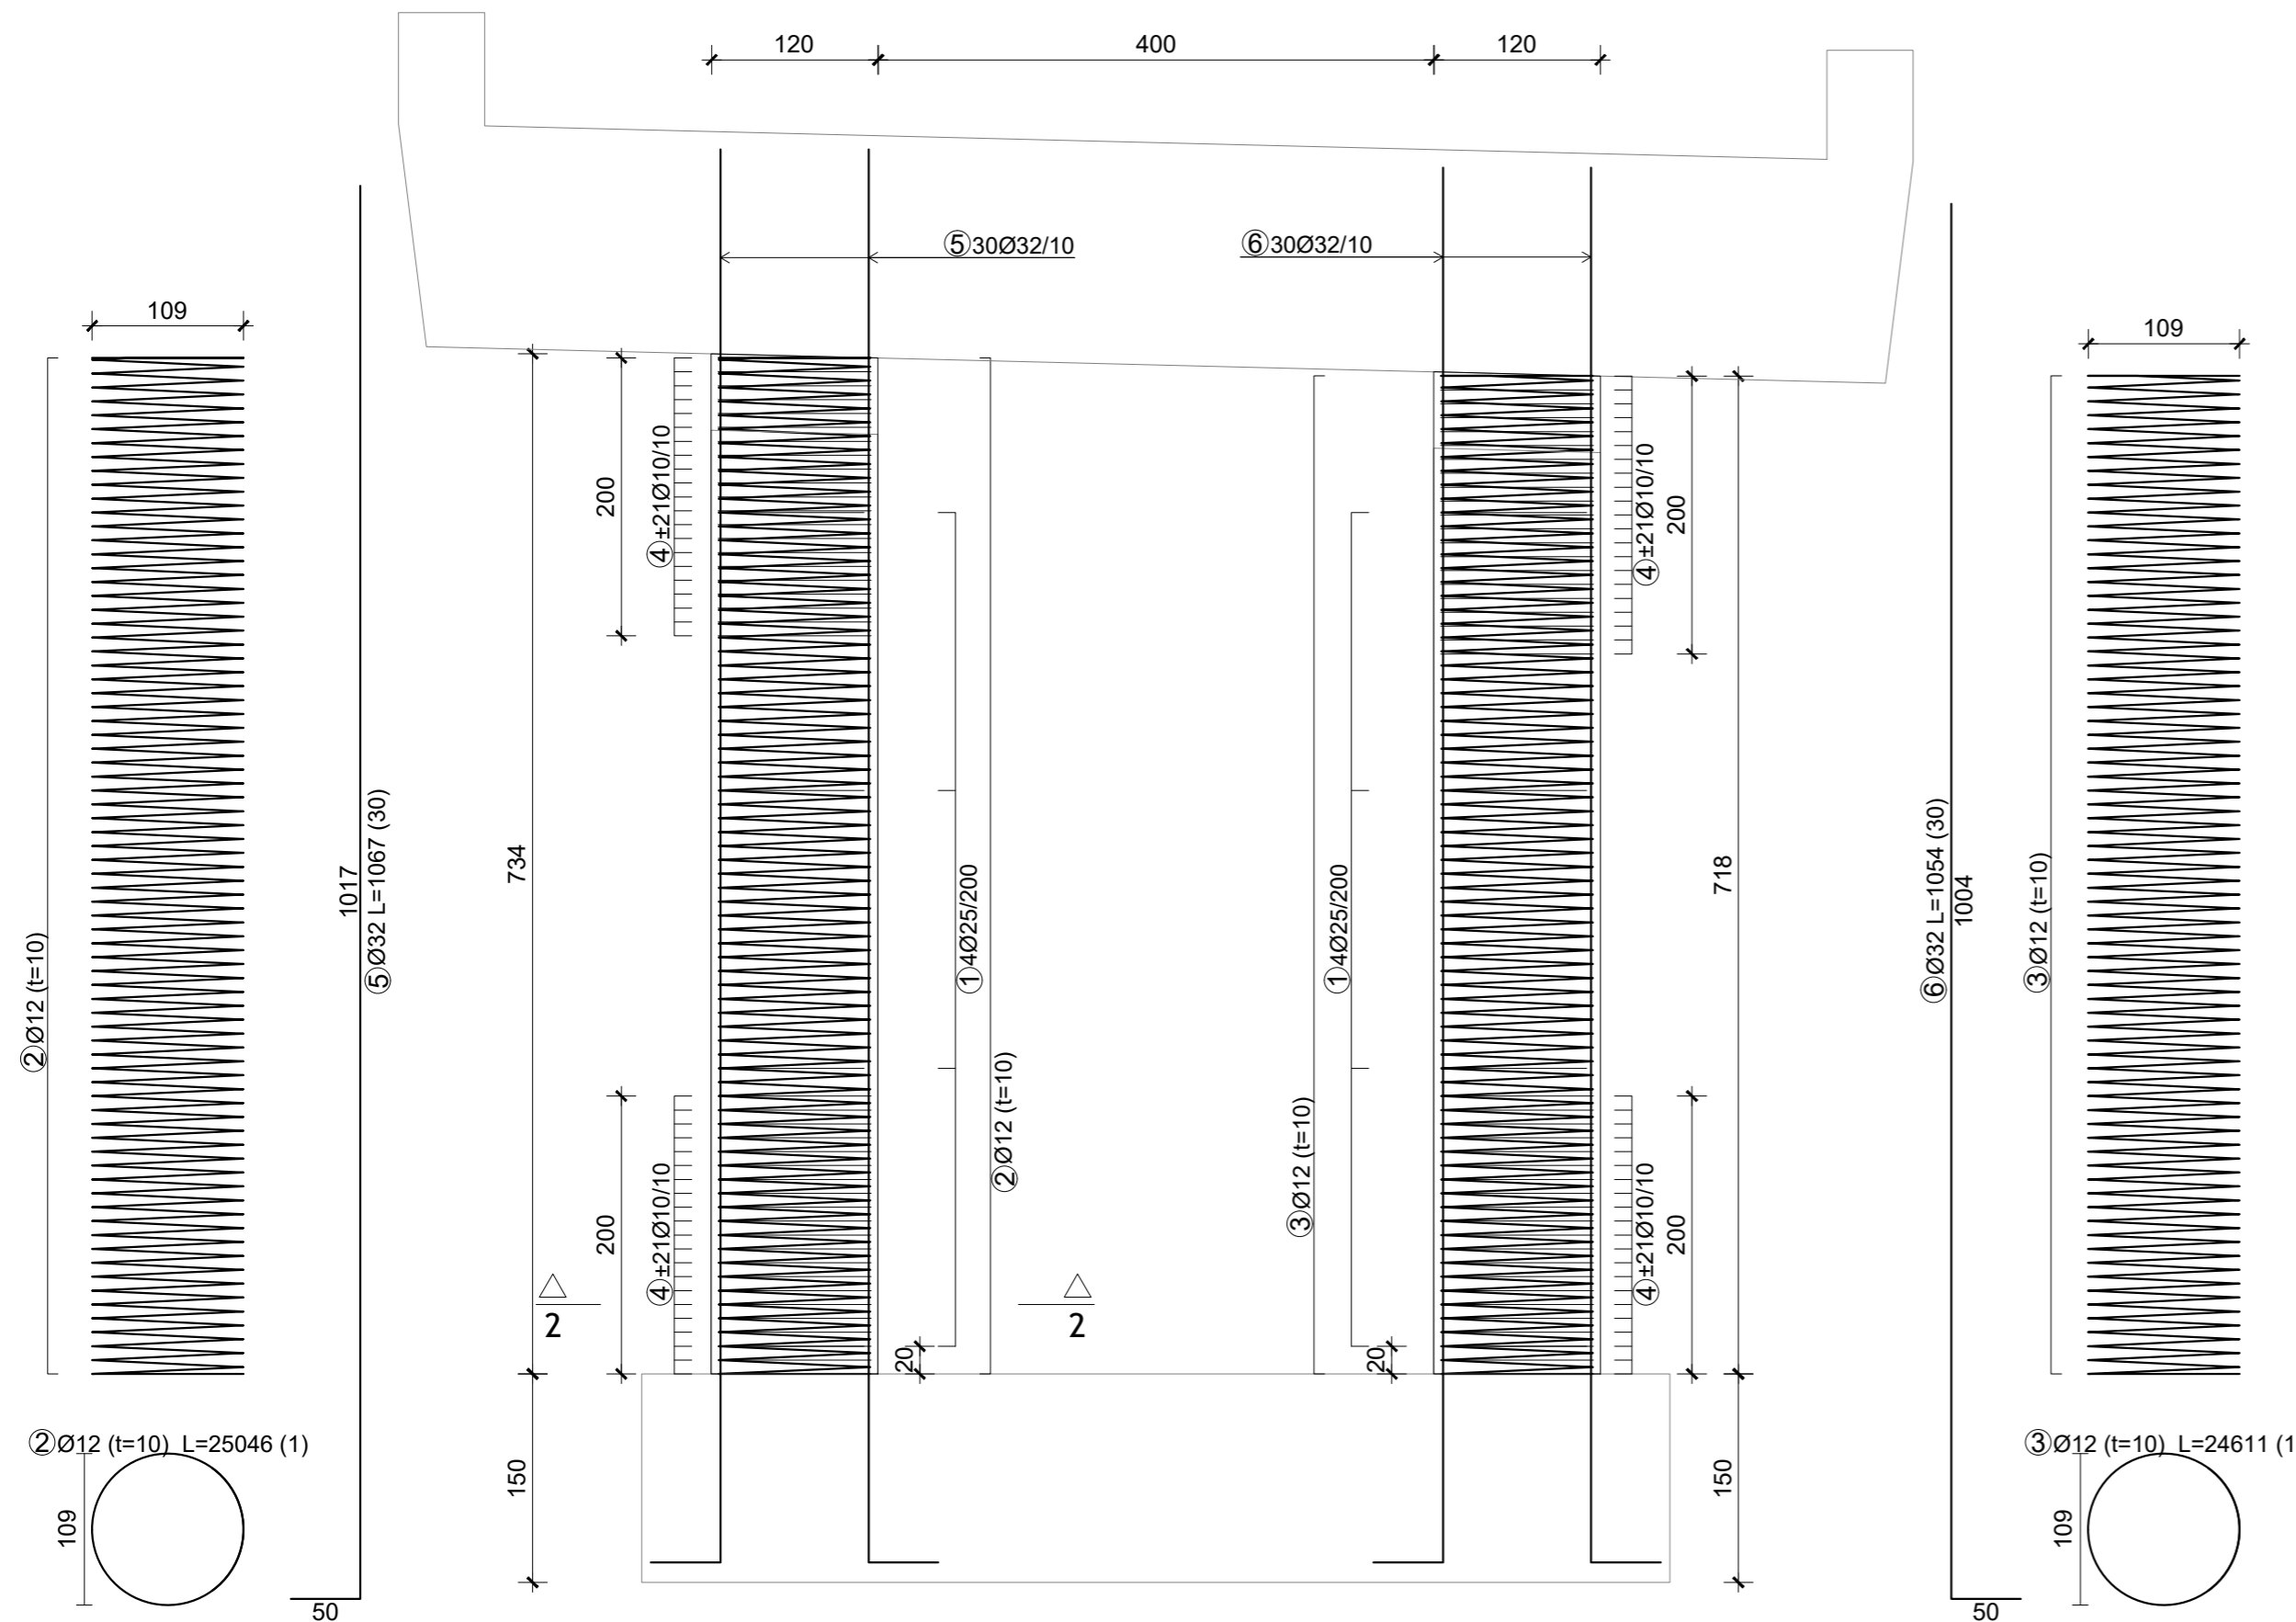 120
400
120
⑤30Ø32/10
⑥30Ø32/10
109
109
④±21Ø10/10
200
④±21Ø10/10
200
734
718
1017
⑤Ø32 L=1067 (30)
⑥Ø32 L=1054 (30)
1004
②Ø12 (t=10)
①4Ø25/200
①4Ø25/200
③Ø12 (t=10)
②Ø12 (t=10)
③Ø12 (t=10)
④±21Ø10/10
200
④±21Ø10/10
200
2
2
20
20
②Ø12 (t=10) L=25046 (1)
③Ø12 (t=10) L=24611 (1
150
150
109
109
50
50